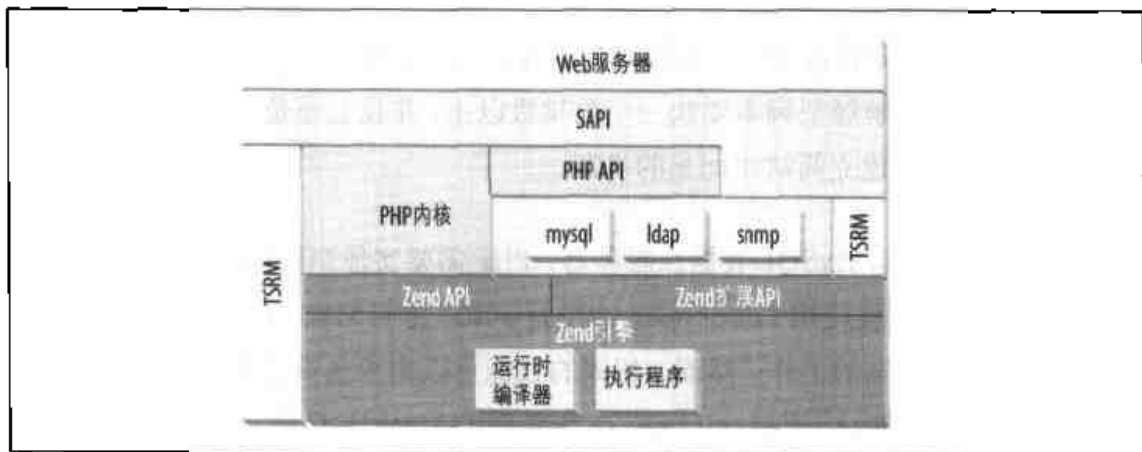 Web服务器
SAPI
PHP API
PHP内核
mysql
ldap
snmp
TSRM
TSRM
Zend API
Zend扩展API
Zend引擎
运行时
编译器
执行程序